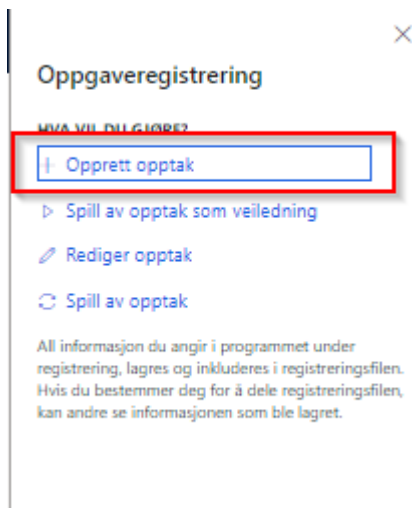 Oppgaveregistrering
HVA VIL DU GJØRE?
Opprett opptak
Spill av opptak som veiledning
Rediger opptak
Spill av opptak
All informasjon du angir i programmet under
registrering, lagres og inkluderes i registreringsfilen.
Hvis du bestemmer deg for å dele registreringsfilen,
kan andre se informasjonen som ble lagret.